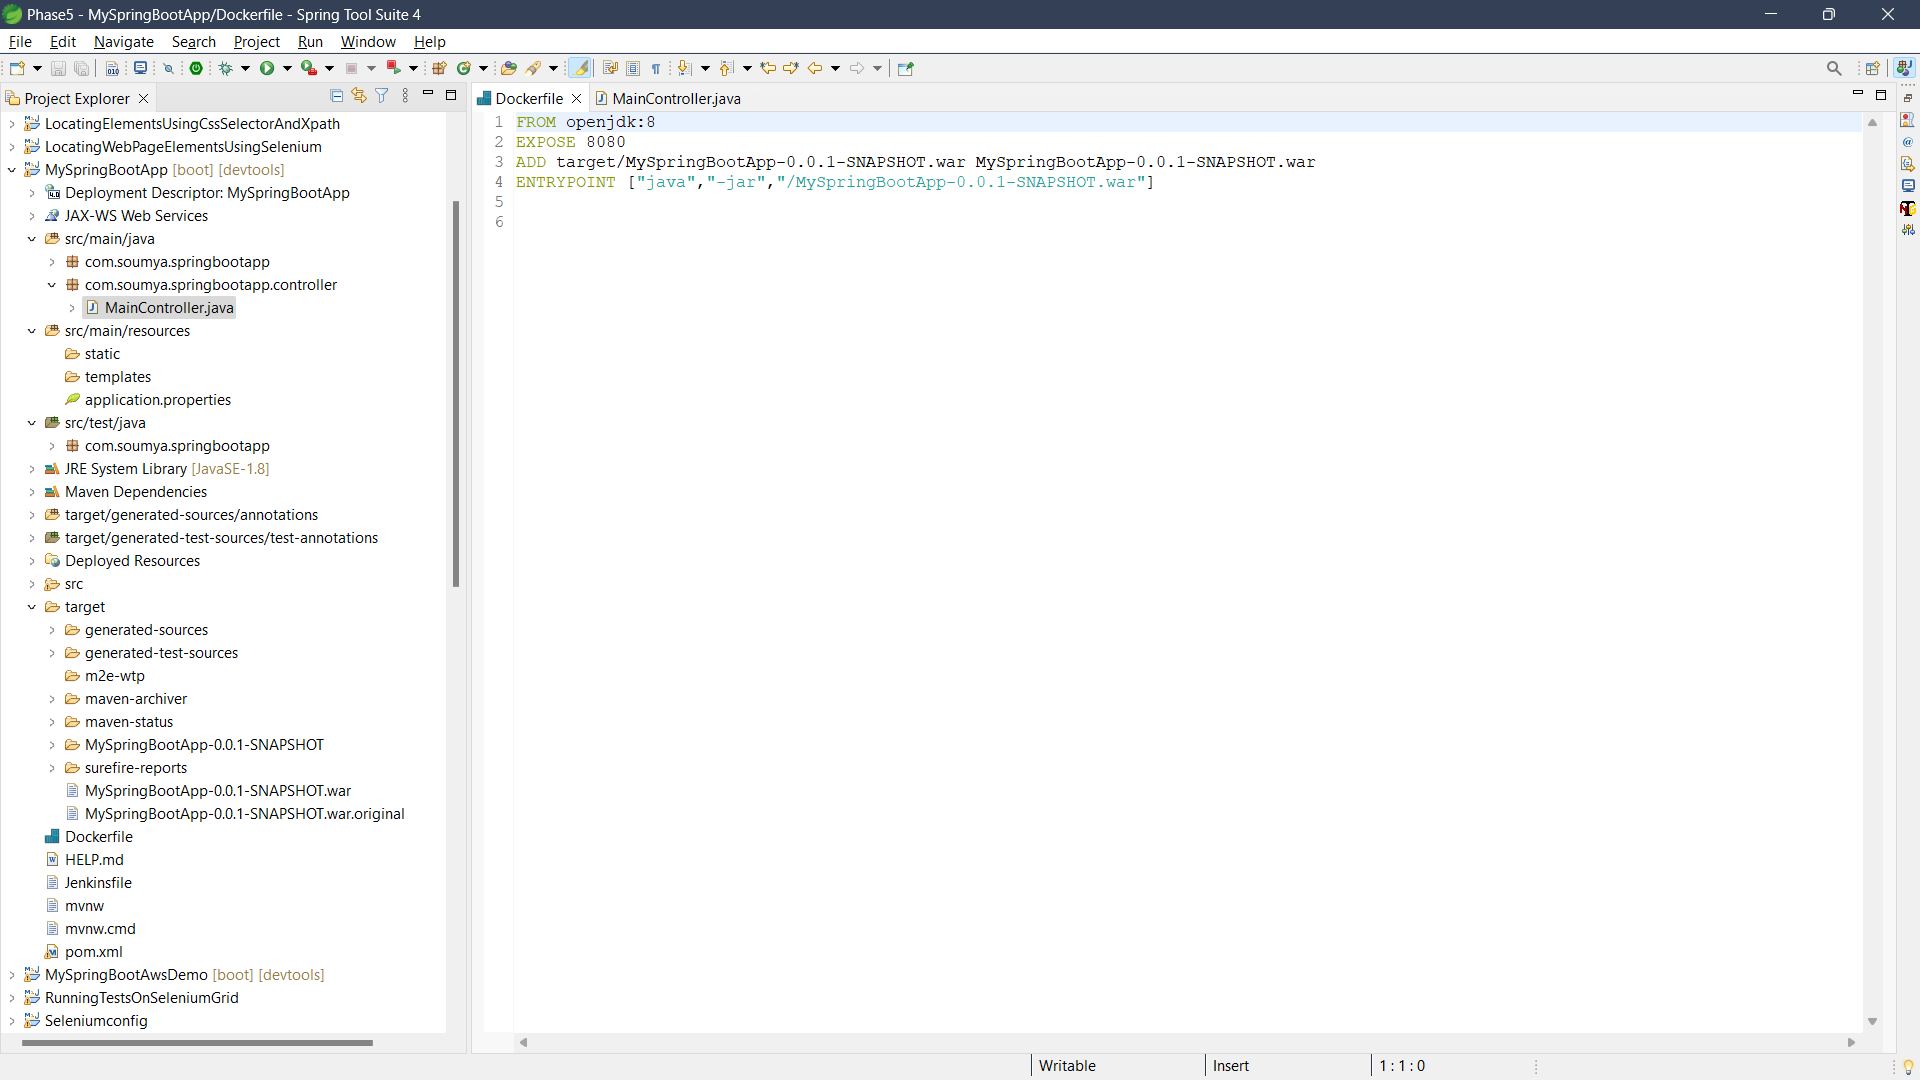 Phase5 - MySpringBootApp/Dockerfile - Spring Tool Suite 4
File Edit Navigate Search Project Run Window Help
Project Explorer
LocatingElementsUsingCssSelectorAndXpath
LocatingWebPageElementsUsingSelenium
MySpringBootApp [boot] [devtools]
Deployment Descriptor: MySpringBootApp
JAX-WS Web Services
src/main/java
com.soumya.springbootapp
com.soumya.springbootapp.controller
MainController.java
src/main/resources
static
templates
application.properties
src/test/java
com.soumya.springbootapp
JRE System Library [JavaSE-1.8]
Maven Dependencies
target/generated-sources/annotations
target/generated-test-sources/test-annotations
Deployed Resources
src
target
generated-sources
generated-test-sources
m2e-wtp
maven-archiver
maven-status
MySpringBootApp-0.0.1-SNAPSHOT
surefire-reports
MySpringBootApp-0.0.1-SNAPSHOT.war
MySpringBootApp-0.0.1-SNAPSHOT.war.original
Dockerfile
HELP.md
Jenkinsfile
mvnw
mvnw.cmd
pom.xml
MySpringBootAwsDemo [boot] [devtools]
RunningTestsOnSeleniumGrid
Seleniumconfig
Dockerfile MainController.java
1 FROM openjdk:8
2 EXPOSE 8080
3 ADD target/MySpringBootApp-0.0.1-SNAPSHOT.war MySpringBootApp-0.0.1-SNAPSHOT.war
4 ENTRYPOINT ["java","-jar","/MySpringBootApp-0.0.1-SNAPSHOT.war"]
5
6
Writable Insert 1 : 1 : 0